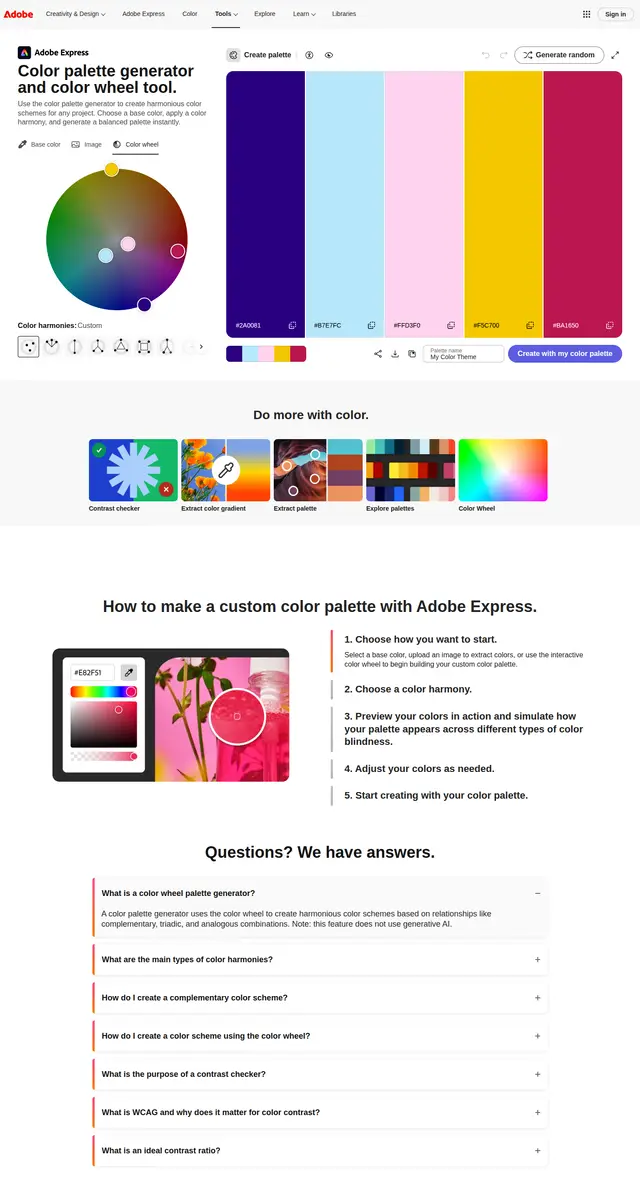 Adobe
Creativity & Design
Adobe Express
Color
Tools
Explore
Learn
Libraries
Sign in
Adobe Express
Color palette generator
and color wheel tool.
Use the color palette generator to create harmonious color
schemes for any project. Choose a base color, apply a color
harmony, and generate a balanced palette instantly.
Base color
Image
Color wheel
Color harmonies: Custom
Create palette
Generate random
#2A0081
#B7E7FC
#FFD3F0
#F5C700
#BA1650
Palette name
My Color Theme
Create with my color palette
Do more with color.
Contrast checker
Extract color gradient
Extract palette
Explore palettes
Color Wheel
How to make a custom color palette with Adobe Express.
#E82F51
1. Choose how you want to start.
Select a base color, upload an image to extract colors, or use the interactive
color wheel to begin building your custom color palette.
2. Choose a color harmony.
3. Preview your colors in action and simulate how
your palette appears across different types of color
blindness.
4. Adjust your colors as needed.
5. Start creating with your color palette.
Questions? We have answers.
What is a color wheel palette generator?
A color palette generator uses the color wheel to create harmonious color schemes based on relationships like
complementary, triadic, and analogous combinations. Note: this feature does not use generative AI.
What are the main types of color harmonies?
How do I create a complementary color scheme?
How do I create a color scheme using the color wheel?
What is the purpose of a contrast checker?
What is WCAG and why does it matter for color contrast?
What is an ideal contrast ratio?